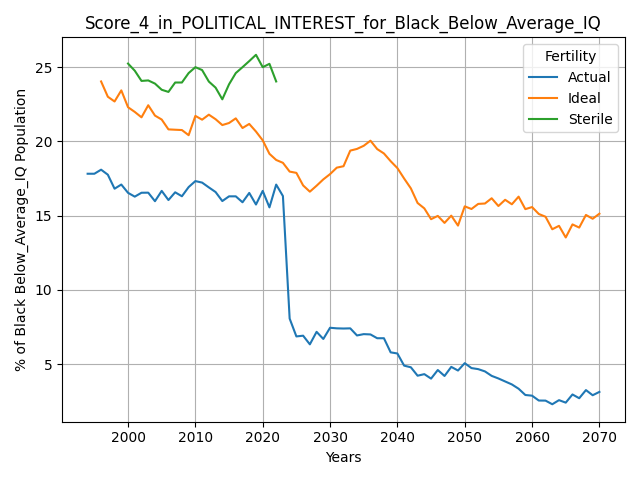 Score_4_in_POLITICAL_INTEREST_for_Black_Below_Average_IQ
% of Black Below_Average_IQ Population
25
20
15
10
5
Fertility
Actual
Ideal
Sterile
2000 2010 2020 2030 2040 2050 2060 2070
Years